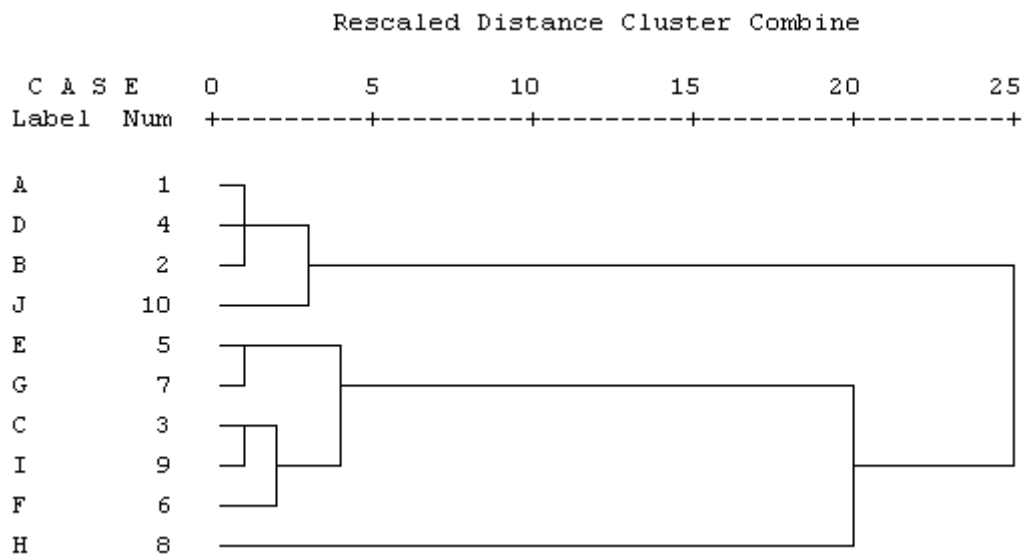 Rescaled Distance Cluster Combine
C A S E 0 5 10 15 20 25
Label Num +---------+---------+---------+---------+---------+
A 1
D 4
B 2
J 10
E 5
G 7
C 3
I 9
F 6
H 8